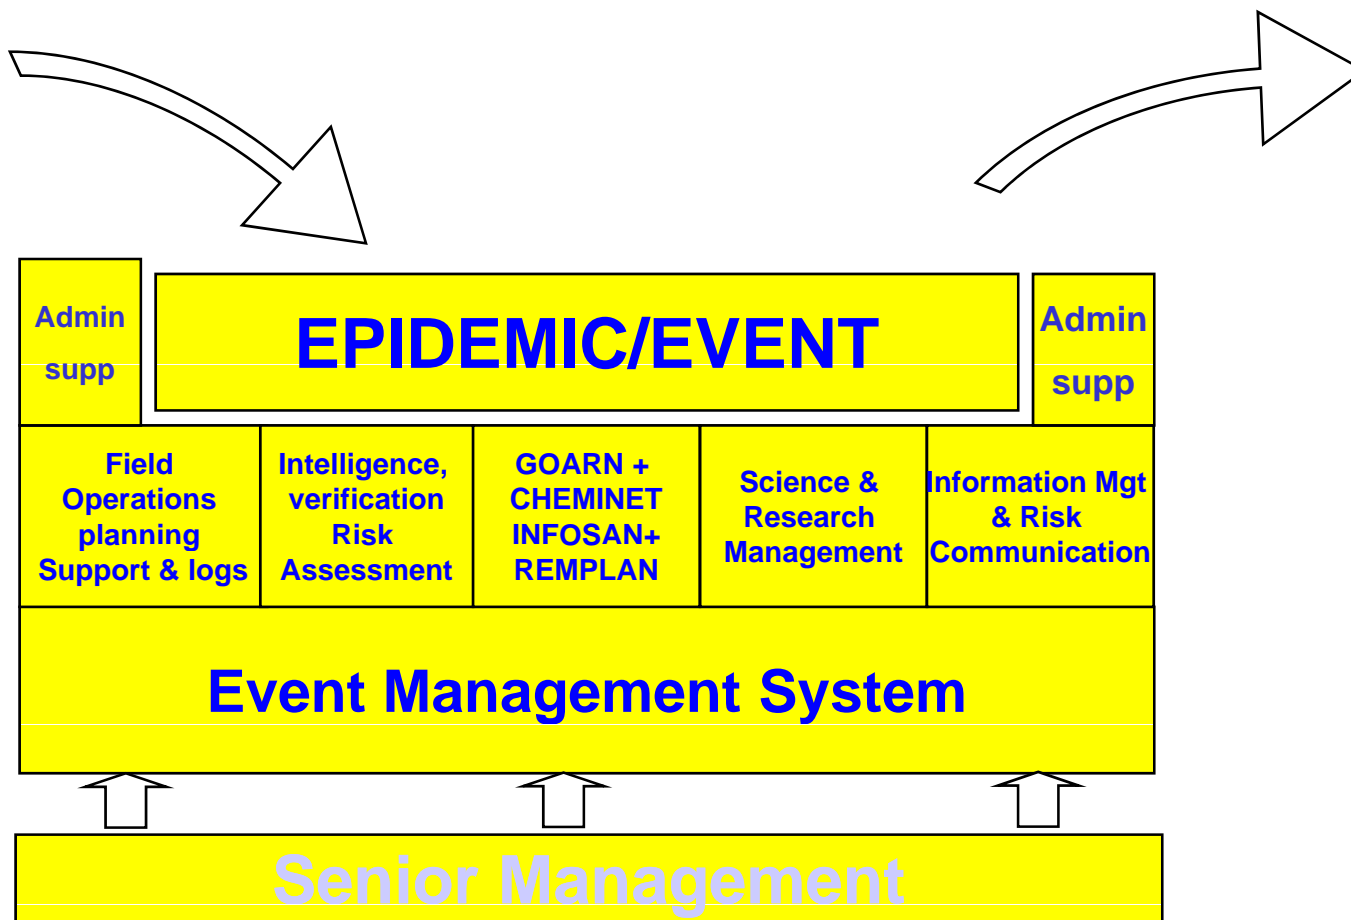 Admin
supp
EPIDEMIC/EVENT
Admin
supp
Field
Operations
planning
Support & logs
Intelligence,
verification
Risk
Assessment
GOARN +
CHEMINET
INFOSAN+
REMPLAN
Science &
Research
Management
Information Mgt
& Risk
Communication
Event Management System
Senior Management